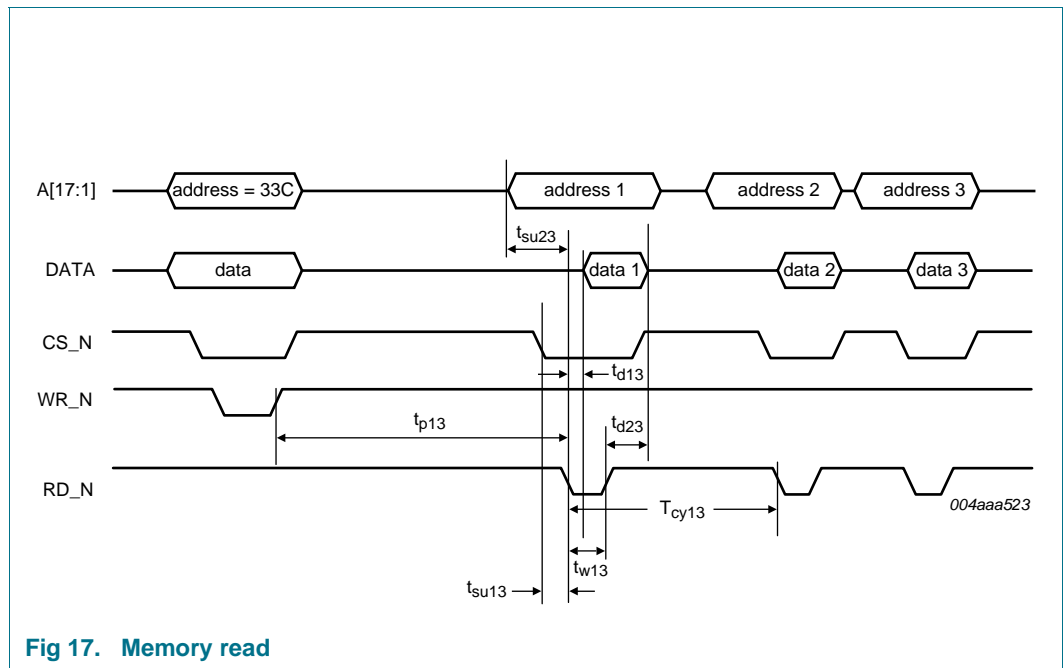 A[17:1]
address = 33C
address 1
address 2
address 3
tsu23
DATA
data
data 1
data 2
data 3
CS_N
td13
WR_N
tp13
td23
RD_N
Tcy13
004aaa523
tw13
tsu13
Fig 17. Memory read